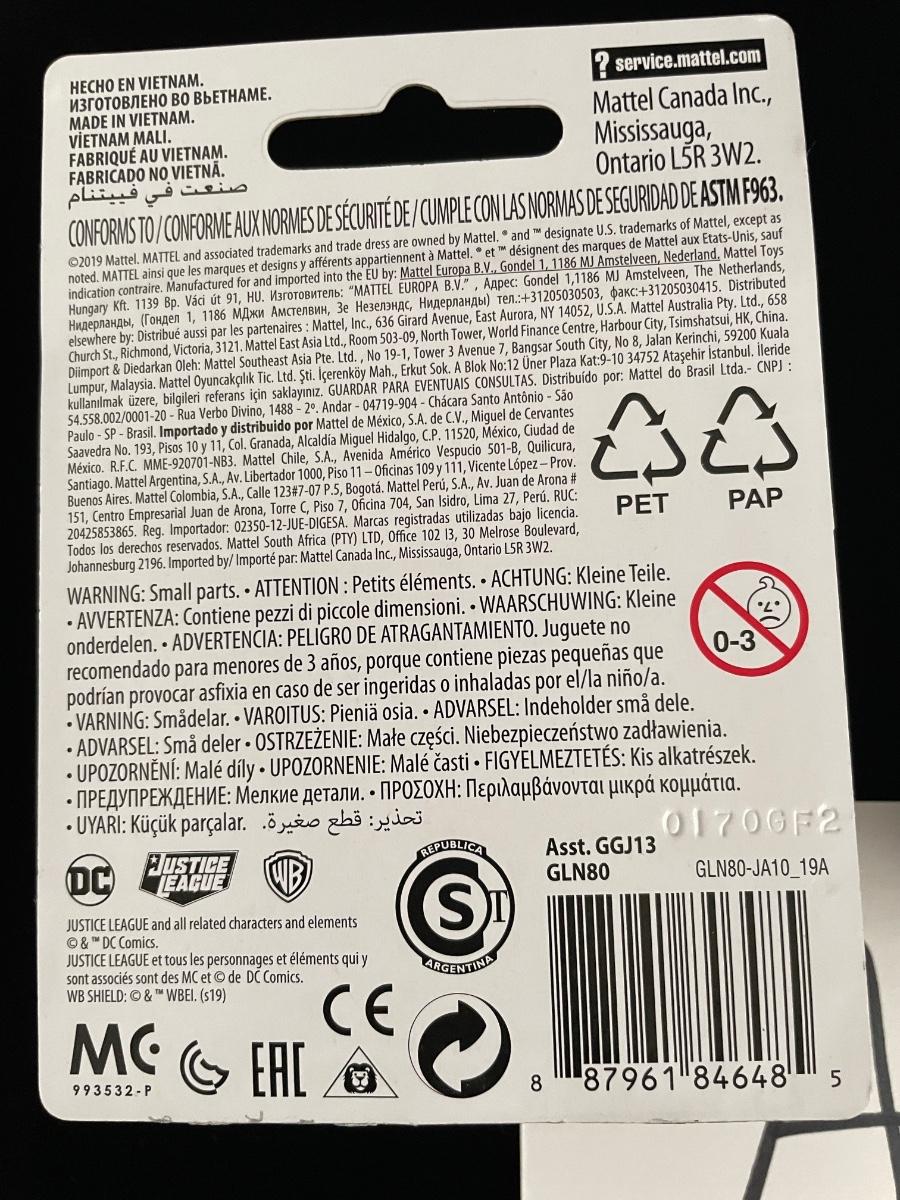 HECHO EN VIETNAM.
ИЗГОТОВЛЕНО ВО ВЬЕТНАМЕ.
MADE IN VIETNAM.
VİETNAM MALI.
FABRIQUÉ AU VIETNAM.
FABRICADO NO VIETNÃ.
صنعت في فييتنام
? service.mattel.com
Mattel Canada Inc.,
Mississauga,
Ontario L5R 3W2.
CONFORMS TO / CONFORME AUX NORMES DE SÉCURITÉ DE / CUMPLE CON LAS NORMAS DE SEGURIDAD DE ASTM F963.
©2019 Mattel. MATTEL and associated trademarks and trade dress are owned by Mattel. ® and ™ designate U.S. trademarks of Mattel, except as
noted. MATTEL ainsi que les marques et designs y afférents appartiennent à Mattel. ® et ™ désignent des marques de Mattel aux Etats-Unis, sauf
indication contraire. Manufactured for and imported into the EU by: Mattel Europa B.V., Gondel 1, 1186 MJ Amstelveen, Nederland. Mattel Toys
Hungary Kft. 1139 Bp. Váci út 91, HU. Изготовитель: "MATTEL EUROPA B.V." , Адрес: Gondel 1,1186 MJ Amstelveen, The Netherlands,
Нидерланды, (Гондел 1, 1186 МДжи Амстелвин, Зе Незелэндс, Нидерланды) тел.:+31205030503, факс:+31205030415. Distributed
elsewhere by: Distribué aussi par les partenaires : Mattel, Inc., 636 Girard Avenue, East Aurora, NY 14052, U.S.A. Mattel Australia Pty. Ltd., 658
Church St., Richmond, Victoria, 3121. Mattel East Asia Ltd., Room 503-09, North Tower, World Finance Centre, Harbour City, Tsimshatsui, HK, China.
Diimport & Diedarkan Oleh: Mattel Southeast Asia Pte. Ltd. , No 19-1, Tower 3 Avenue 7, Bangsar South City, No 8, Jalan Kerinchi, 59200 Kuala
Lumpur, Malaysia. Mattel Oyuncakçılık Tic. Ltd. Şti. İçerenköy Mah., Erkut Sok. A Blok No:12 Üner Plaza Kat:9-10 34752 Ataşehir İstanbul. İleride
kullanılmak üzere, bilgileri referans için saklayınız. GUARDAR PARA EVENTUAIS CONSULTAS. Distribuído por: Mattel do Brasil Ltda.- CNPJ :
54.558.002/0001-20 - Rua Verbo Divino, 1488 - 2º. Andar - 04719-904 - Chácara Santo Antônio - São
Paulo - SP - Brasil. Importado y distribuido por Mattel de México, S.A. de C.V., Miguel de Cervantes
Saavedra No. 193, Pisos 10 y 11, Col. Granada, Alcaldía Miguel Hidalgo, C.P. 11520, México, Ciudad de
México. R.F.C. MME-920701-NB3. Mattel Chile, S.A., Avenida Américo Vespucio 501-B, Quilicura,
Santiago. Mattel Argentina, S.A., Av. Libertador 1000, Piso 11 – Oficinas 109 y 111, Vicente López – Prov.
Buenos Aires. Mattel Colombia, S.A., Calle 123#7-07 P.5, Bogotá. Mattel Perú, S.A., Av. Juan de Arona #
151, Centro Empresarial Juan de Arona, Torre C, Piso 7, Oficina 704, San Isidro, Lima 27, Perú. RUC:
20425853865. Reg. Importador: 02350-12-JUE-DIGESA. Marcas registradas utilizadas bajo licencia.
Todos los derechos reservados. Mattel South Africa (PTY) LTD, Office 102 I3, 30 Melrose Boulevard,
Johannesburg 2196. Imported by/ Importé par: Mattel Canada Inc., Mississauga, Ontario L5R 3W2.
PET
PAP
WARNING: Small parts. • ATTENTION : Petits éléments. • ACHTUNG: Kleine Teile.
• AVVERTENZA: Contiene pezzi di piccole dimensioni. • WAARSCHUWING: Kleine
onderdelen. • ADVERTENCIA: PELIGRO DE ATRAGANTAMIENTO. Juguete no
recomendado para menores de 3 años, porque contiene piezas pequeñas que
podrían provocar asfixia en caso de ser ingeridas o inhaladas por el/la niño/a.
• VARNING: Smådelar. • VAROITUS: Pieniä osia. • ADVARSEL: Indeholder små dele.
• ADVARSEL: Små deler • OSTRZEŻENIE: Małe części. Niebezpieczeństwo zadławienia.
• UPOZORNĚNÍ: Malé díly • UPOZORNENIE: Malé časti • FIGYELMEZTETÉS: Kis alkatrészek.
• ПРЕДУПРЕЖДЕНИЕ: Мелкие детали. • ΠΡΟΣΟΧΗ: Περιλαμβάνονται μικρά κομμάτια.
• UYARI: Küçük parçalar. تحذير: قطع صغيرة.
0-3
0170GF2
DC
JUSTICE
LEAGUE
WB
REPUBLICA
S T
ARGENTINA
Asst. GGJ13
GLN80
GLN80-JA10_19A
JUSTICE LEAGUE and all related characters and elements
© & ™ DC Comics.
JUSTICE LEAGUE et tous les personnages et éléments qui y
sont associés sont des MC et © de DC Comics.
WB SHIELD: © & ™ WBEI. (s19)
MC
993532-P
EAC
CE
8 87961 84648 5